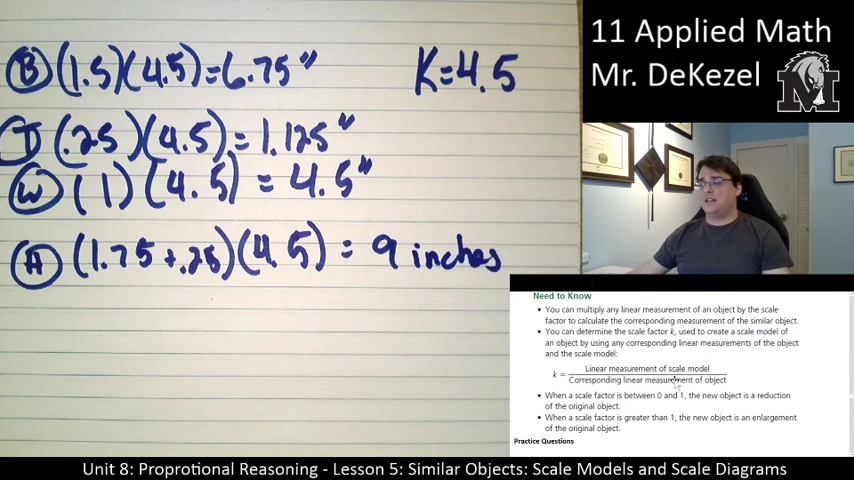 11 Applied Math
Mr. DeKezel
M
B (1.5)(4.5)=6.75"
K=4.5
T (.25)(4.5)=1.125"
W (1)(4.5)=4.5"
H (1.75+.25)(4.5)=9 inches
Need to Know
• You can multiply any linear measurement of an object by the scale
factor to calculate the corresponding measurement of the similar object.
• You can determine the scale factor k, used to create a scale model of
an object by using any corresponding linear measurements of the object
and the scale model:
k = Linear measurement of scale model
Corresponding linear measurement of object
• When a scale factor is between 0 and 1, the new object is a reduction
of the original object.
• When a scale factor is greater than 1, the new object is an enlargement
of the original object.
Practice Questions
Unit 8: Proprotional Reasoning - Lesson 5: Similar Objects: Scale Models and Scale Diagrams